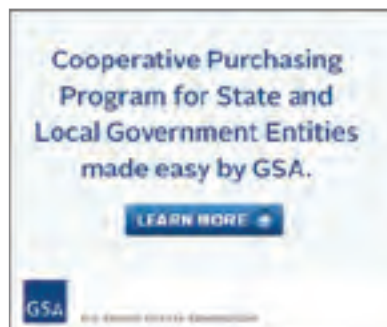 Cooperative Purchasing
Program for State and
Local Government Entities
made easy by GSA.
LEARN MORE
GSA